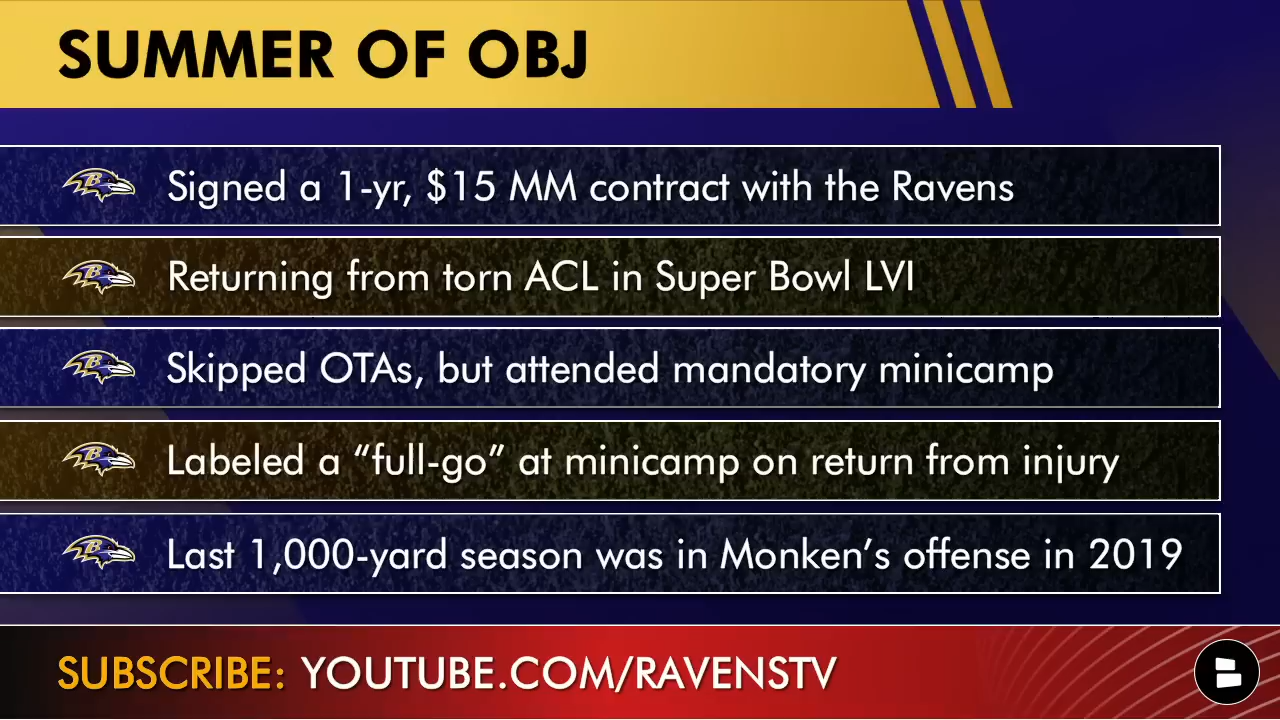 SUMMER OF OBJ
Signed a 1-yr, $15 MM contract with the Ravens
Returning from torn ACL in Super Bowl LVI
Skipped OTAs, but attended mandatory minicamp
Labeled a “full-go” at minicamp on return from injury
Last 1,000-yard season was in Monken’s offense in 2019
SUBSCRIBE: YOUTUBE.COM/RAVENSTV